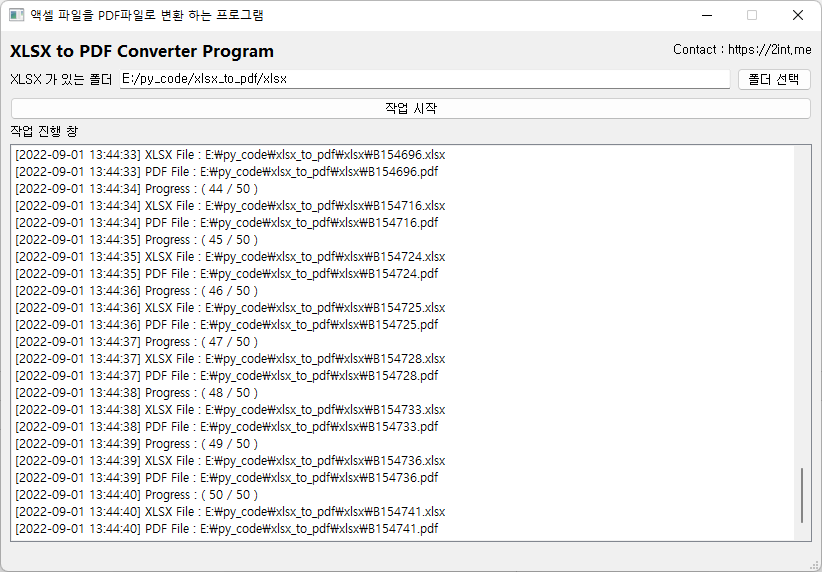 액셀 파일을 PDF파일로 변환 하는 프로그램
XLSX to PDF Converter Program
Contact : https://2int.me
XLSX 가 있는 폴더 E:/py_code/xlsx_to_pdf/xlsx 폴더 선택
작업 시작
작업 진행 창
[2022-09-01 13:44:33] XLSX File : E:₩py_code₩xlsx_to_pdf₩xlsx₩B154696.xlsx
[2022-09-01 13:44:33] PDF File : E:₩py_code₩xlsx_to_pdf₩xlsx₩B154696.pdf
[2022-09-01 13:44:34] Progress : ( 44 / 50 )
[2022-09-01 13:44:34] XLSX File : E:₩py_code₩xlsx_to_pdf₩xlsx₩B154716.xlsx
[2022-09-01 13:44:34] PDF File : E:₩py_code₩xlsx_to_pdf₩xlsx₩B154716.pdf
[2022-09-01 13:44:35] Progress : ( 45 / 50 )
[2022-09-01 13:44:35] XLSX File : E:₩py_code₩xlsx_to_pdf₩xlsx₩B154724.xlsx
[2022-09-01 13:44:35] PDF File : E:₩py_code₩xlsx_to_pdf₩xlsx₩B154724.pdf
[2022-09-01 13:44:36] Progress : ( 46 / 50 )
[2022-09-01 13:44:36] XLSX File : E:₩py_code₩xlsx_to_pdf₩xlsx₩B154725.xlsx
[2022-09-01 13:44:36] PDF File : E:₩py_code₩xlsx_to_pdf₩xlsx₩B154725.pdf
[2022-09-01 13:44:37] Progress : ( 47 / 50 )
[2022-09-01 13:44:37] XLSX File : E:₩py_code₩xlsx_to_pdf₩xlsx₩B154728.xlsx
[2022-09-01 13:44:37] PDF File : E:₩py_code₩xlsx_to_pdf₩xlsx₩B154728.pdf
[2022-09-01 13:44:38] Progress : ( 48 / 50 )
[2022-09-01 13:44:38] XLSX File : E:₩py_code₩xlsx_to_pdf₩xlsx₩B154733.xlsx
[2022-09-01 13:44:38] PDF File : E:₩py_code₩xlsx_to_pdf₩xlsx₩B154733.pdf
[2022-09-01 13:44:39] Progress : ( 49 / 50 )
[2022-09-01 13:44:39] XLSX File : E:₩py_code₩xlsx_to_pdf₩xlsx₩B154736.xlsx
[2022-09-01 13:44:39] PDF File : E:₩py_code₩xlsx_to_pdf₩xlsx₩B154736.pdf
[2022-09-01 13:44:40] Progress : ( 50 / 50 )
[2022-09-01 13:44:40] XLSX File : E:₩py_code₩xlsx_to_pdf₩xlsx₩B154741.xlsx
[2022-09-01 13:44:40] PDF File : E:₩py_code₩xlsx_to_pdf₩xlsx₩B154741.pdf